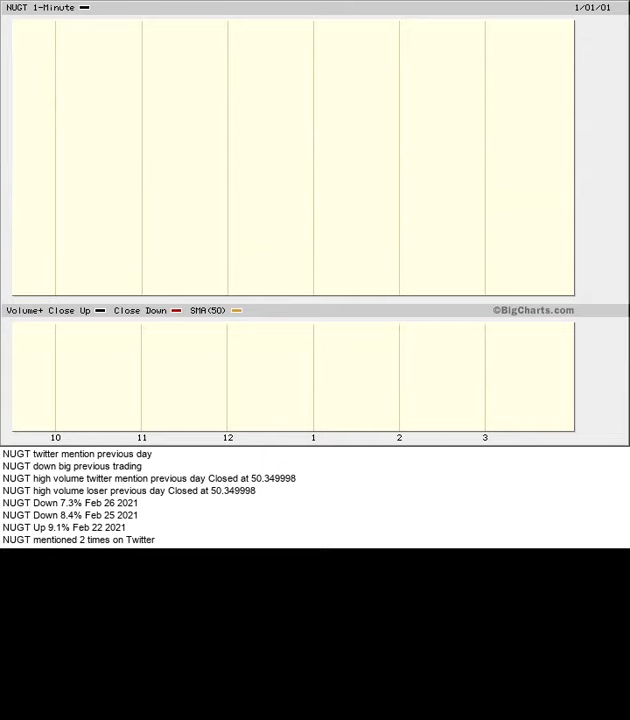 NUGT 1-Minute 1/01/01
Volume+ Close Up Close Down SMA(50) ©BigCharts.com
10 11 12 1 2 3
NUGT twitter mention previous day
NUGT down big previous trading
NUGT high volume twitter mention previous day Closed at 50.349998
NUGT high volume loser previous day Closed at 50.349998
NUGT Down 7.3% Feb 26 2021
NUGT Down 8.4% Feb 25 2021
NUGT Up 9.1% Feb 22 2021
NUGT mentioned 2 times on Twitter